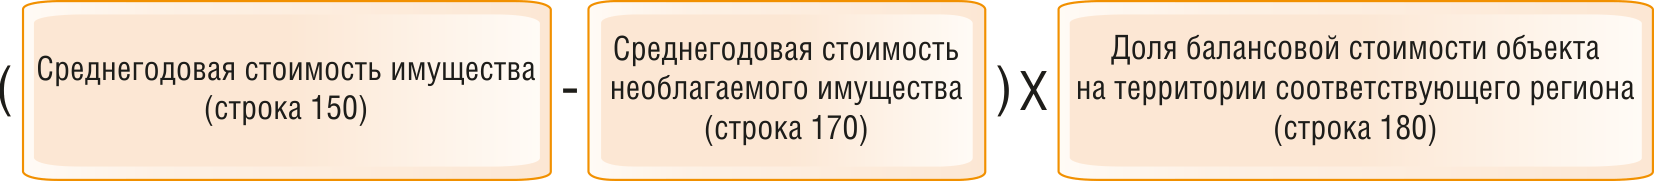 (
Среднегодовая стоимость имущества
(строка 150)
-
Среднегодовая стоимость
необлагаемого имущества
(строка 170)
) X
Доля балансовой стоимости объекта
на территории соответствующего региона
(строка 180)